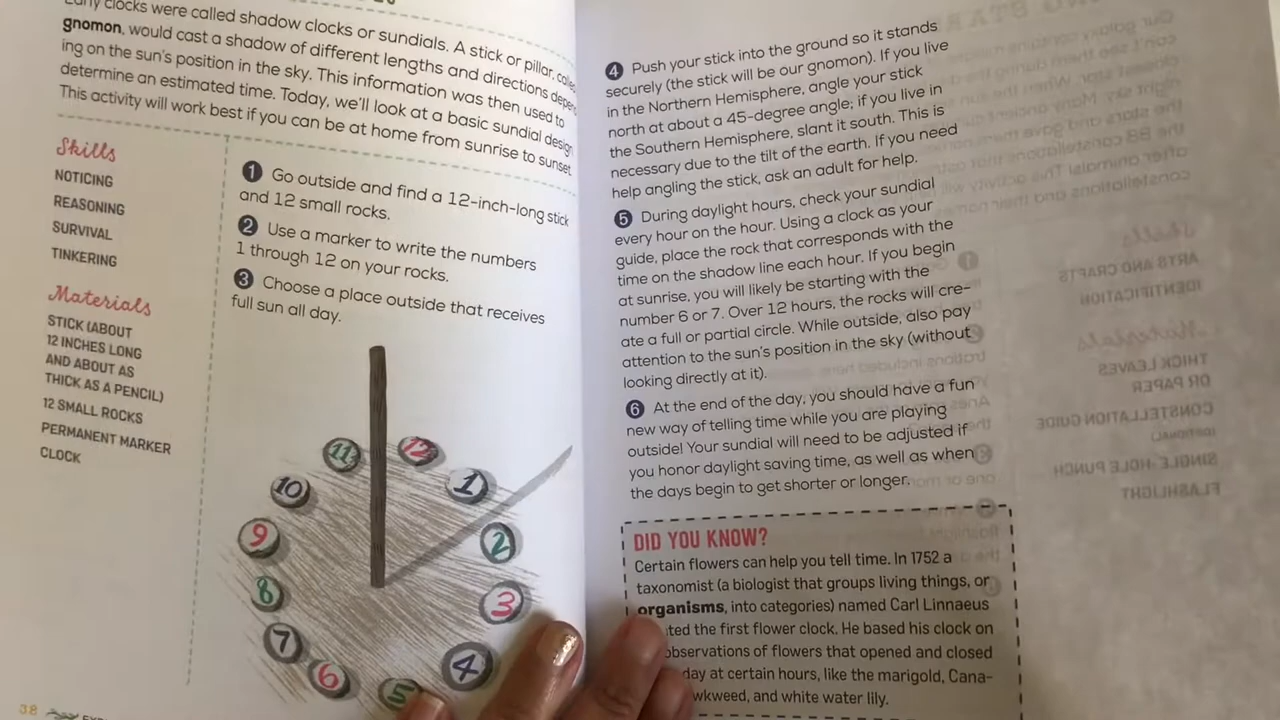 Early clocks were called shadow clocks or sundials. A stick or pillar, called
gnomon, would cast a shadow of different lengths and directions depend-
ing on the sun's position in the sky. This information was then used to
determine an estimated time. Today, we'll look at a basic sundial design.
This activity will work best if you can be at home from sunrise to sunset.
Skills
NOTICING
REASONING
SURVIVAL
TINKERING
Materials
STICK (ABOUT
12 INCHES LONG
AND ABOUT AS
THICK AS A PENCIL)
12 SMALL ROCKS
PERMANENT MARKER
CLOCK
1 Go outside and find a 12-inch-long stick
and 12 small rocks.
2 Use a marker to write the numbers
1 through 12 on your rocks.
3 Choose a place outside that receives
full sun all day.
12
1
2
3
4
5
6
7
8
9
10
11
38
4 Push your stick into the ground so it stands
securely (the stick will be our gnomon). If you live
in the Northern Hemisphere, angle your stick
north at about a 45-degree angle; if you live in
the Southern Hemisphere, slant it south. This is
necessary due to the tilt of the earth. If you need
help angling the stick, ask an adult for help.
5 During daylight hours, check your sundial
every hour on the hour. Using a clock as your
guide, place the rock that corresponds with the
time on the shadow line each hour. If you begin
at sunrise, you will likely be starting with the
number 6 or 7. Over 12 hours, the rocks will cre-
ate a full or partial circle. While outside, also pay
attention to the sun's position in the sky (without
looking directly at it).
6 At the end of the day, you should have a fun
new way of telling time while you are playing
outside! Your sundial will need to be adjusted if
you honor daylight saving time, as well as when
the days begin to get shorter or longer.
DID YOU KNOW?
Certain flowers can help you tell time. In 1752 a
taxonomist (a biologist that groups living things, or
organisms, into categories) named Carl Linnaeus
ted the first flower clock. He based his clock on
observations of flowers that opened and closed
day at certain hours, like the marigold, Cana-
wkweed, and white water lily.